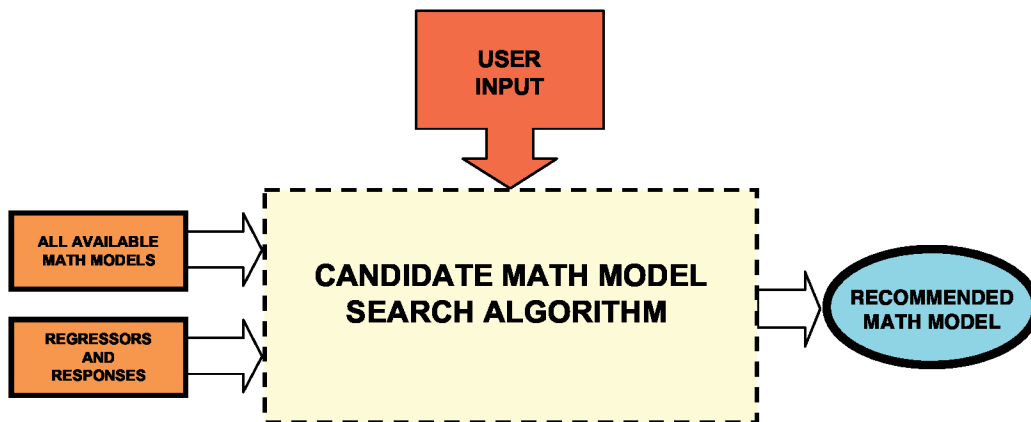 USER
INPUT
ALL AVAILABLE
MATH MODELS
REGRESSORS
AND
RESPONSES
CANDIDATE MATH MODEL
SEARCH ALGORITHM
RECOMMENDED
MATH MODEL